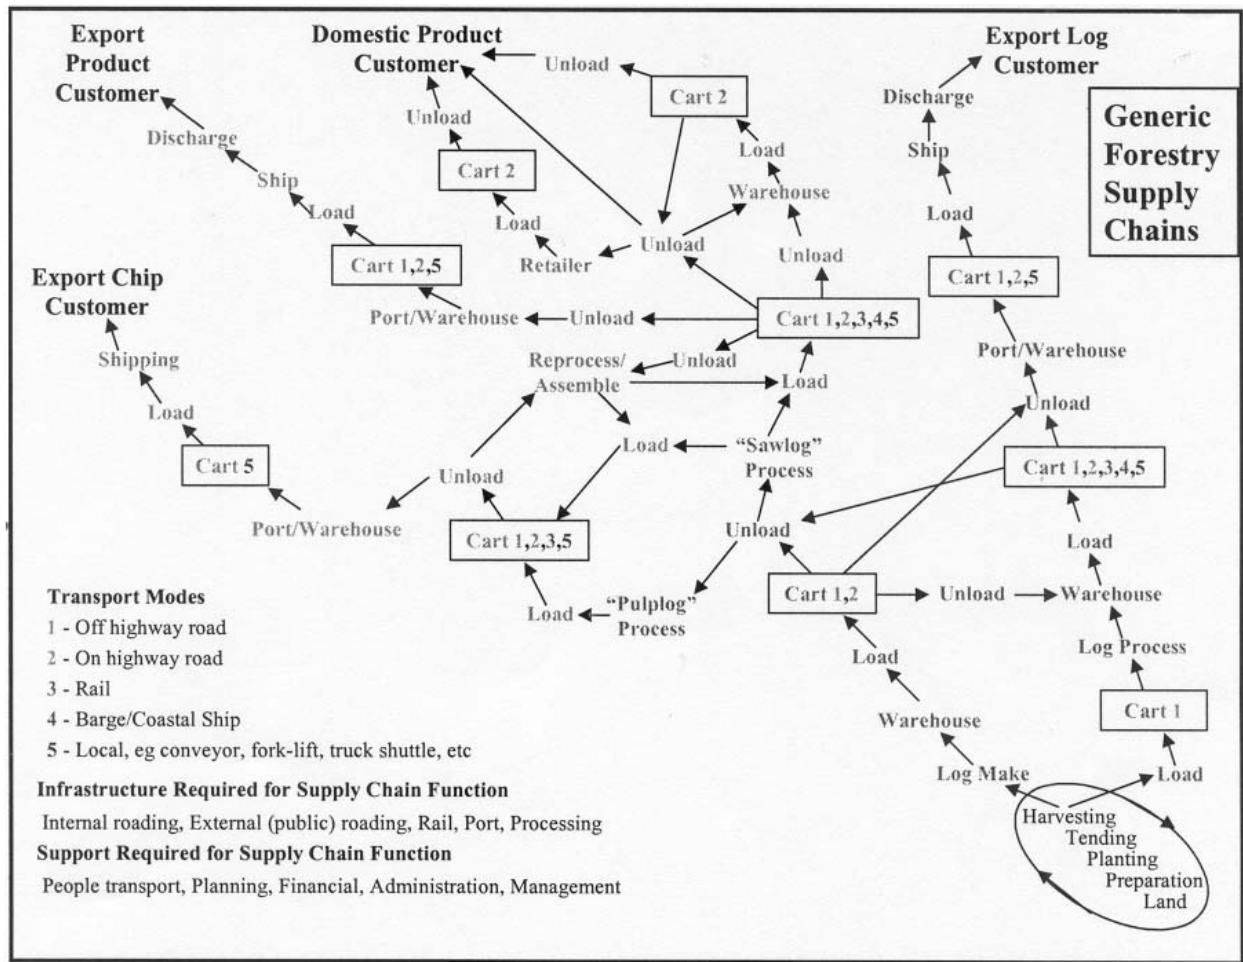 Export
Product
Customer
Domestic Product
Customer
Export Log
Customer
Generic
Forestry
Supply
Chains
Unload
Cart 2
Discharge
Unload
Discharge
Load
Ship
Cart 2
Warehouse
Ship
Load
Load
Load
Unload
Retailer
Unload
Cart 1,2,5
Cart 1,2,5
Export Chip
Customer
Port/Warehouse
Unload
Cart 1,2,3,4,5
Shipping
Reprocess/
Assemble
Unload
Load
Port/Warehouse
Load
Unload
Load
"Sawlog"
Process
Cart 5
Unload
Cart 1,2,3,4,5
Port/Warehouse
Cart 1,2,3,5
Unload
Load
Cart 1,2
Unload
Warehouse
Load
"Pulplog"
Process
Load
Log Process
Warehouse
Cart 1
Log Make
Load
Harvesting
Tending
Planting
Preparation
Land
Transport Modes
1 - Off highway road
2 - On highway road
3 - Rail
4 - Barge/Coastal Ship
5 - Local, eg conveyor, fork-lift, truck shuttle, etc
Infrastructure Required for Supply Chain Function
Internal roading, External (public) roading, Rail, Port, Processing
Support Required for Supply Chain Function
People transport, Planning, Financial, Administration, Management